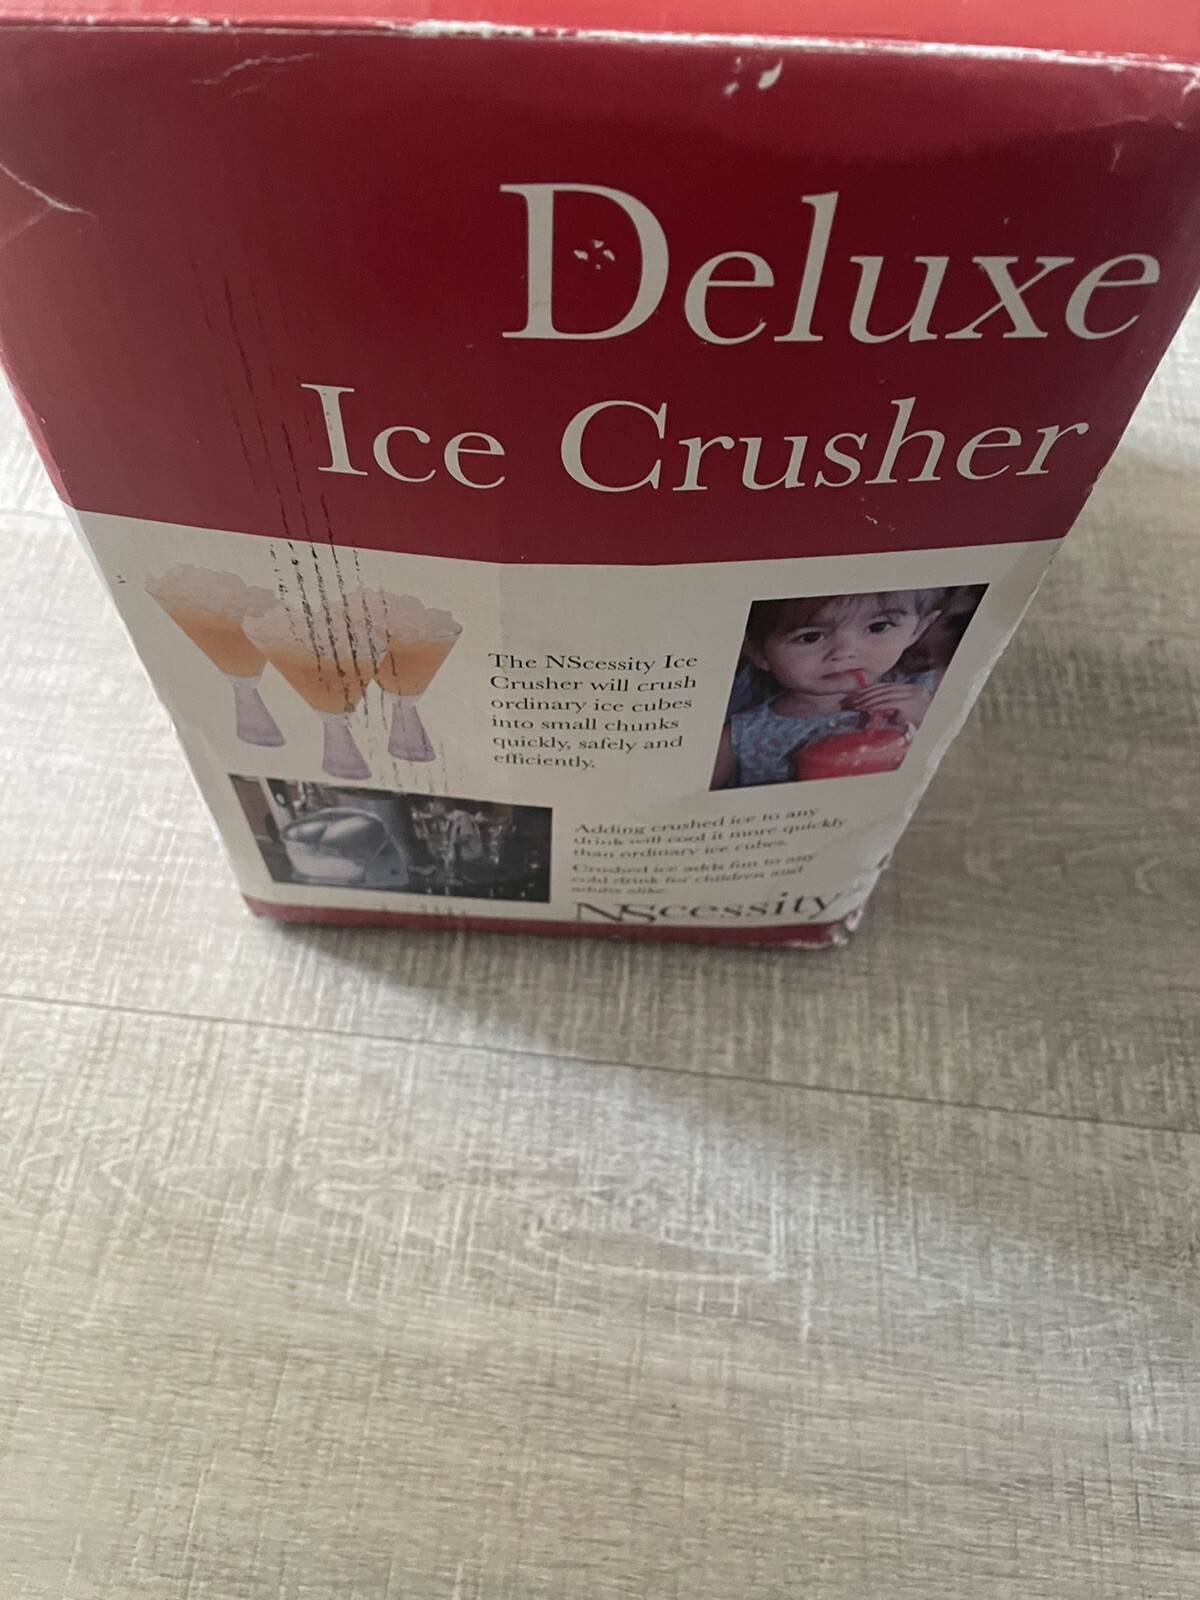 Deluxe
Ice Crusher
The NScessity Ice
Crusher will crush
ordinary ice cubes
into small chunks
quickly, safely and
efficiently.
Adding crushed ice to any
drink will cool it more quickly
than ordinary ice cubes.
Crushed ice adds fun to any
cold drink for children and
adults alike.
NScessity